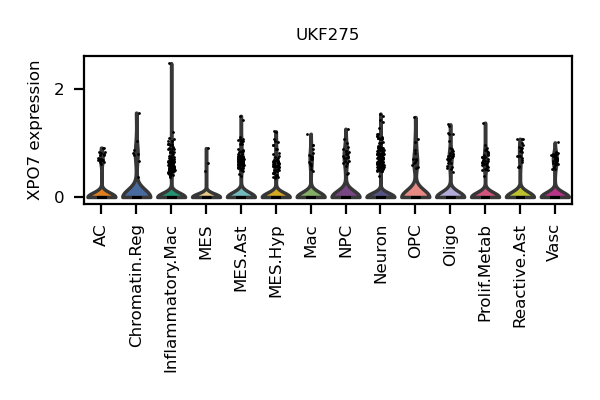 UKF275
XPO7 expression
2
0
AC
Chromatin.Reg
Inflammatory.Mac
MES
MES.Ast
MES.Hyp
Mac
NPC
Neuron
OPC
Oligo
Prolif.Metab
Reactive.Ast
Vasc